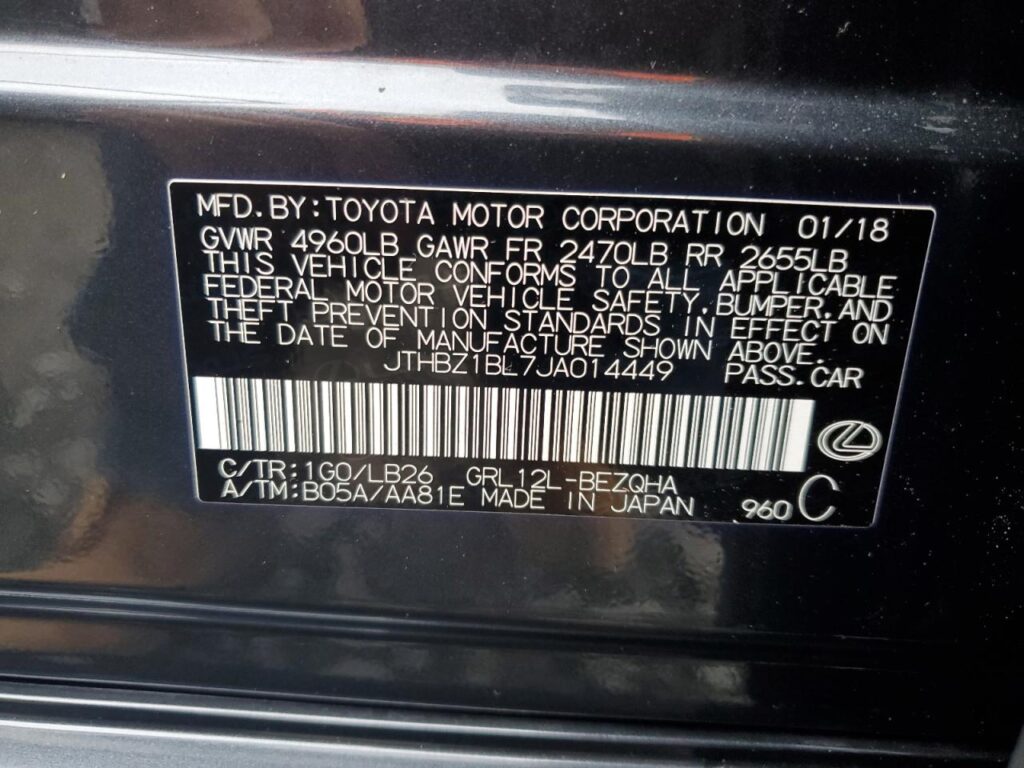 MFD.BY:TOYOTA MOTOR CORPORATION 01/18
GVWR 4960LB GAWR FR 2470LB RR 2655LB
THIS VEHICLE CONFORMS TO ALL APPLICABLE
FEDERAL MOTOR VEHICLE SAFETY,BUMPER,AND
THEFT PREVENTION STANDARDS IN EFFECT ON
THE DATE OF MANUFACTURE SHOWN ABOVE.
JTHBZ1BL7JA014449 PASS.CAR
C/TR:1G0/LB26 GRL12L-BEZQHA
A/TM:B05A/AA81E MADE IN JAPAN 960 C